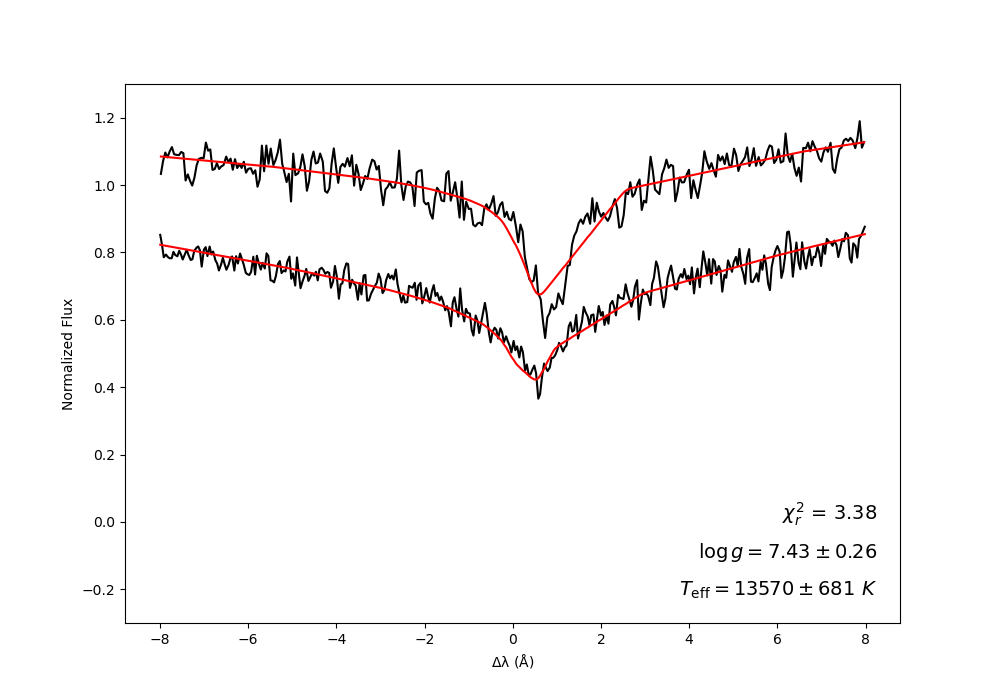 1.2
1.0
0.8
0.6
0.4
0.2
0.0
−0.2
Normalized Flux
χ²ᵣ = 3.38
log g = 7.43 ± 0.26
T_eff = 13570 ± 681 K
−8 −6 −4 −2 0 2 4 6 8
Δλ (Å)